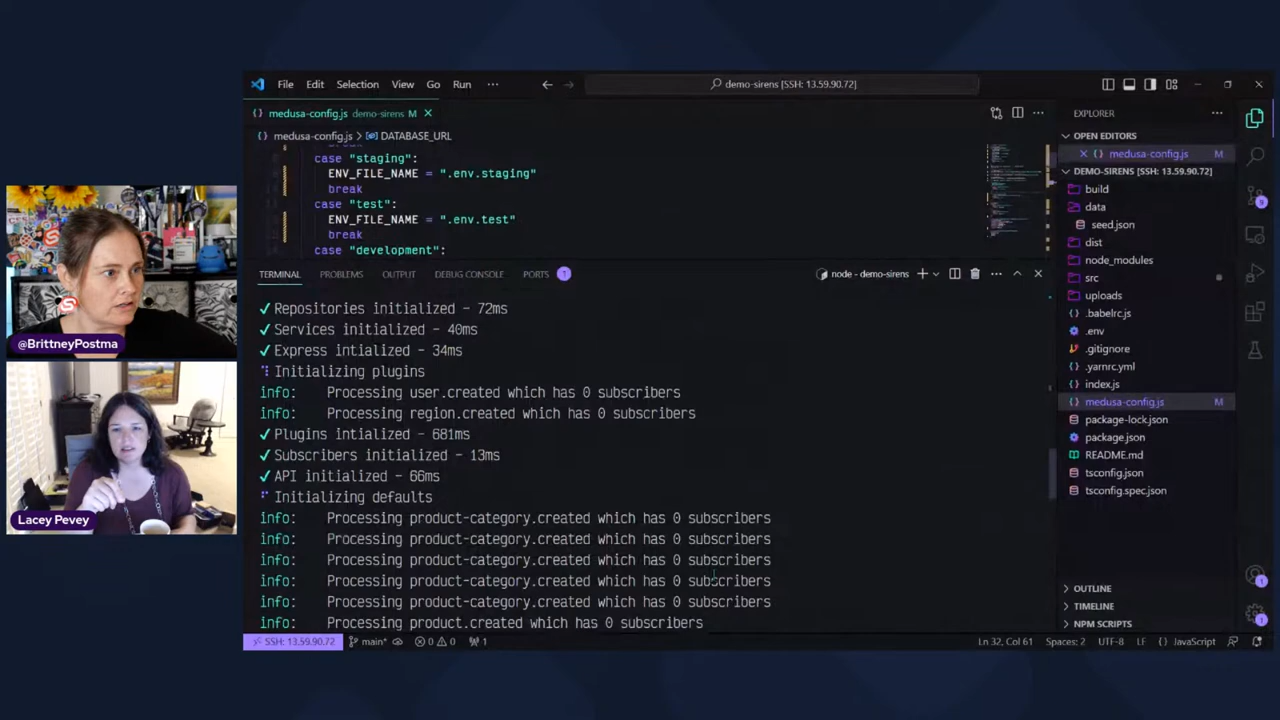 File Edit Selection View Go Run ···
demo-sirens [SSH: 13.59.90.72]
medusa-config.js demo-sirens M
medusa-config.js > DATABASE_URL
case "staging":
ENV_FILE_NAME = ".env.staging"
break
case "test":
ENV_FILE_NAME = ".env.test"
break
case "development":
TERMINAL PROBLEMS OUTPUT DEBUG CONSOLE PORTS 1
node - demo-sirens
✓ Repositories initialized – 72ms
✓ Services initialized – 40ms
✓ Express intialized – 34ms
Initializing plugins
info: Processing user.created which has 0 subscribers
info: Processing region.created which has 0 subscribers
✓ Plugins intialized – 681ms
✓ Subscribers initialized – 13ms
✓ API initialized – 66ms
Initializing defaults
info: Processing product-category.created which has 0 subscribers
info: Processing product-category.created which has 0 subscribers
info: Processing product-category.created which has 0 subscribers
info: Processing product-category.created which has 0 subscribers
info: Processing product-category.created which has 0 subscribers
info: Processing product.created which has 0 subscribers
EXPLORER
OPEN EDITORS
medusa-config.js M
DEMO-SIRENS [SSH: 13.59.90.72]
build
data
seed.json
dist
node_modules
src
uploads
.babelrc.js
.env
.gitignore
.yarnrc.yml
index.js
medusa-config.js M
package-lock.json
package.json
README.md
tsconfig.json
tsconfig.spec.json
OUTLINE
TIMELINE
NPM SCRIPTS
9
1
1
SSH: 13.59.90.72 main* 0 0 1
Ln 32, Col 61 Spaces: 2 UTF-8 LF {} JavaScript
@BrittneyPostma
Lacey Pevey